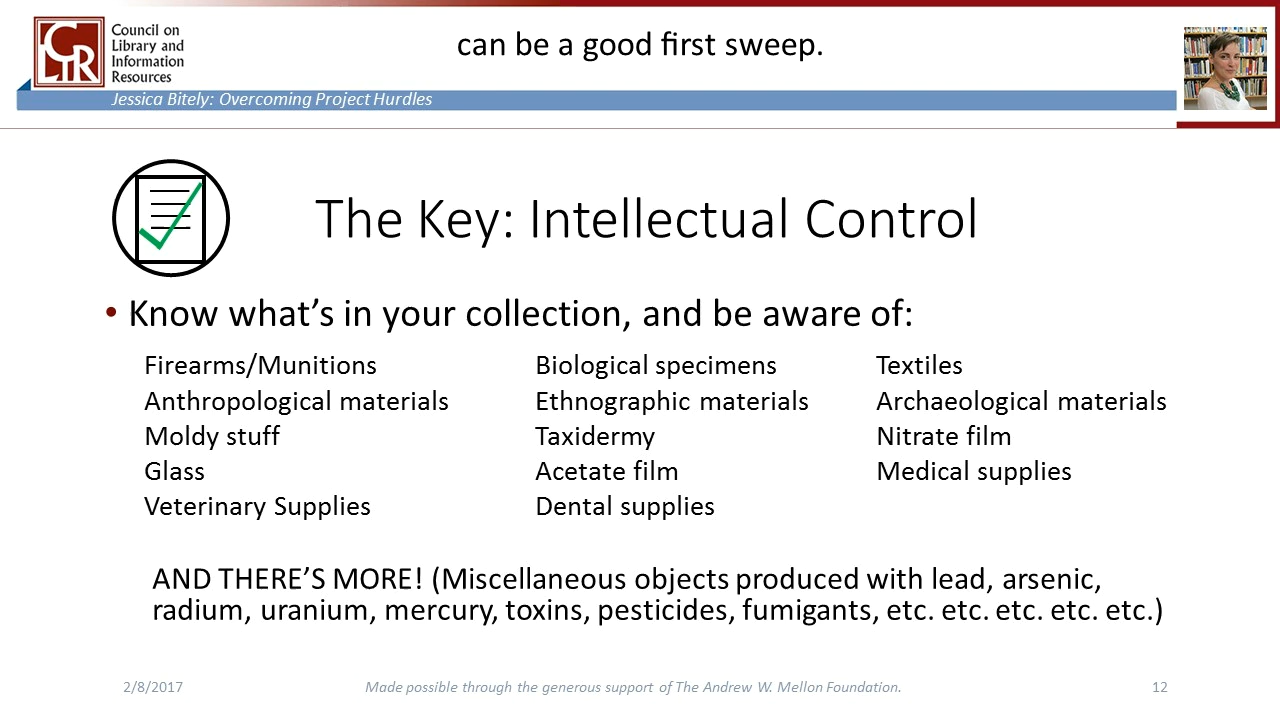 CLIR
Council on
Library and
Information
Resources
can be a good first sweep.
Jessica Bitely: Overcoming Project Hurdles
The Key: Intellectual Control
• Know what’s in your collection, and be aware of:
Firearms/Munitions Biological specimens Textiles
Anthropological materials Ethnographic materials Archaeological materials
Moldy stuff Taxidermy Nitrate film
Glass Acetate film Medical supplies
Veterinary Supplies Dental supplies
AND THERE’S MORE! (Miscellaneous objects produced with lead, arsenic,
radium, uranium, mercury, toxins, pesticides, fumigants, etc. etc. etc. etc. etc.)
2/8/2017 Made possible through the generous support of The Andrew W. Mellon Foundation. 12